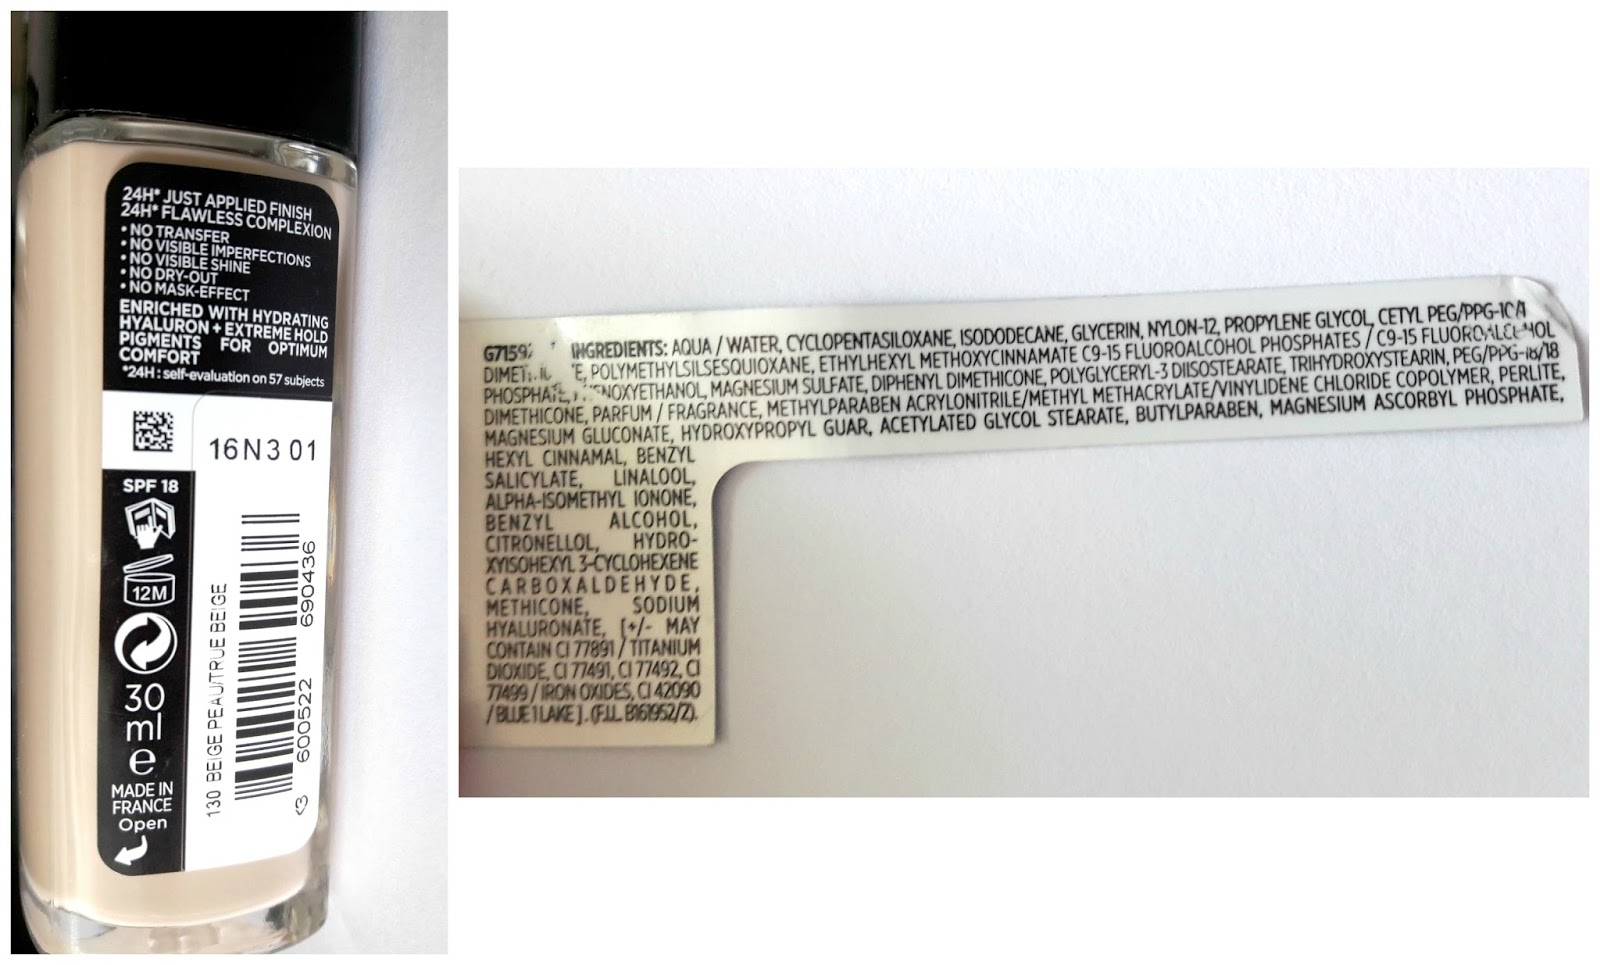 24H* JUST APPLIED FINISH
24H* FLAWLESS COMPLEXION
• NO TRANSFER
• NO VISIBLE IMPERFECTIONS
• NO VISIBLE SHINE
• NO DRY-OUT
• NO MASK-EFFECT
ENRICHED WITH HYDRATING
HYALURON + EXTREME HOLD
PIGMENTS FOR OPTIMUM
COMFORT
*24H : self-evaluation on 57 subjects
16N3 01
SPF 18
12M
30
ml
e
MADE IN
FRANCE
Open
130 BEIGE PEAU/TRUE BEIGE
3 600522 690436
INGREDIENTS: AQUA / WATER, CYCLOPENTASILOXANE, ISODODECANE, GLYCERIN, NYLON-12, PROPYLENE GLYCOL, CETYL
POLYMETHYLSILSESQUIOXANE, ETHYLHEXYL METHOXYCINNAMATE C9-15 FLUOROALCOHOL PHOSPHATES / C9-15 FLUOROALCOHOL
MAGNESIUM SULFATE, DIPHENYL DIMETHICONE, POLYGLYCERYL-3 DIISOSTEARATE, TRIHYDROXYSTEARIN, PEG/PPG-18/18
DIMETHICONE, PARFUM / FRAGRANCE, METHYLPARABEN ACRYLONITRILE/METHYL METHACRYLATE/VINYLIDENE CHLORIDE COPOLYMER, PERLITE,
MAGNESIUM GLUCONATE, HYDROXYPROPYL GUAR, ACETYLATED GLYCOL STEARATE, BUTYLPARABEN, MAGNESIUM ASCORBYL PHOSPHATE,
HEXYL CINNAMAL, BENZYL
SALICYLATE, LINALOOL,
ALPHA-ISOMETHYL IONONE,
BENZYL ALCOHOL,
CITRONELLOL, HYDRO-
XYISOHEXYL 3-CYCLOHEXENE
CARBOXALDEHYDE,
METHICONE, SODIUM
HYALURONATE, [+/- MAY
CONTAIN CI 77891 / TITANIUM
DIOXIDE, CI 77491, CI 77492, CI
77499 / IRON OXIDES, CI 42090
/ BLUE 1 LAKE ]. (F.I.L. B161952/2).